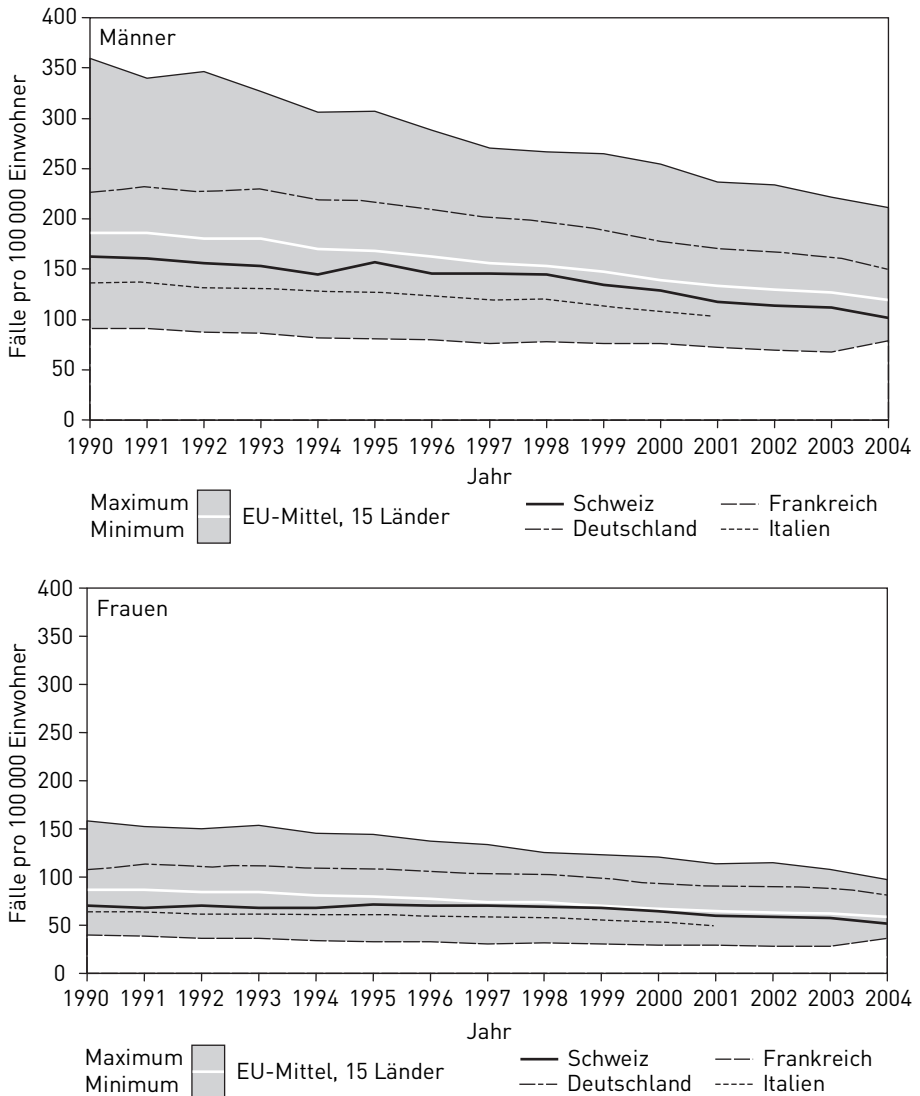 Männer
Fälle pro 100 000 Einwohner
400
350
300
250
200
150
100
50
0
1990 1991 1992 1993 1994 1995 1996 1997 1998 1999 2000 2001 2002 2003 2004
Jahr
Maximum
Minimum
EU-Mittel, 15 Länder
Schweiz
Deutschland
Frankreich
Italien
Frauen
Fälle pro 100 000 Einwohner
400
350
300
250
200
150
100
50
0
1990 1991 1992 1993 1994 1995 1996 1997 1998 1999 2000 2001 2002 2003 2004
Jahr
Maximum
Minimum
EU-Mittel, 15 Länder
Schweiz
Deutschland
Frankreich
Italien